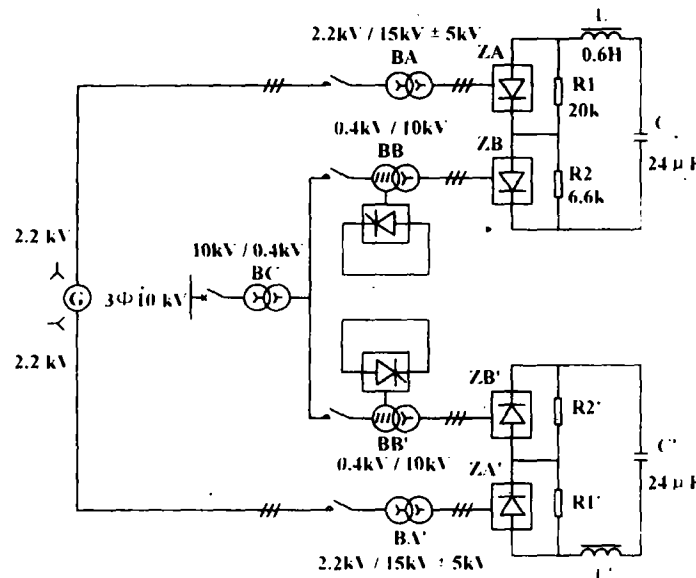 L
2.2kV / 15kV ± 5kV
ZA
0.6H
BA
R1
20k
0.4kV / 10kV
ZB
C
BB
R2
6.6k
24 μF
2.2 kV
10kV / 0.4kV
BC
G
3Φ 10 kV
2.2 kV
ZB'
R2'
BB'
C'
0.4kV / 10kV
ZA'
24 μF
R1'
BA'
2.2kV / 15kV ± 5kV
L'